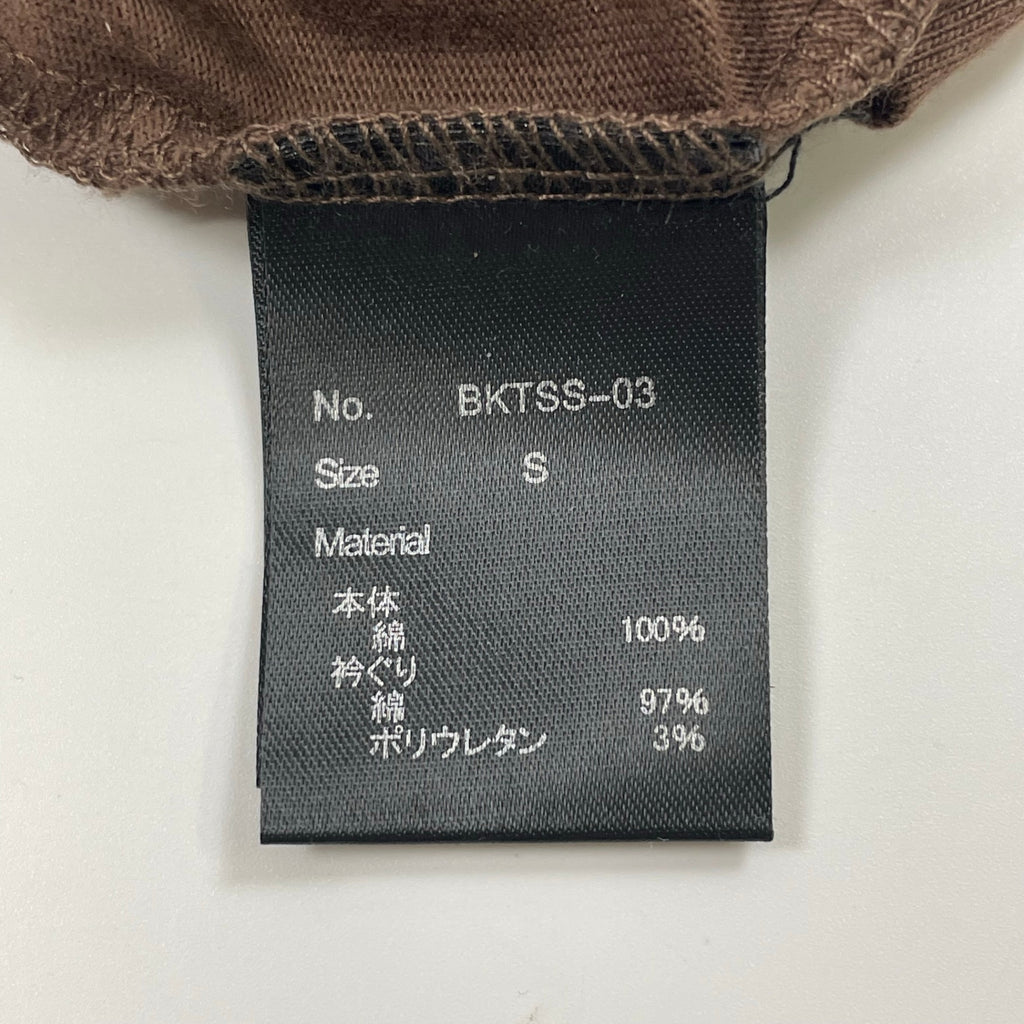 No. BKTSS-03
Size S
Material
本体
綿 100%
衿ぐり
綿 97%
ポリウレタン 3%